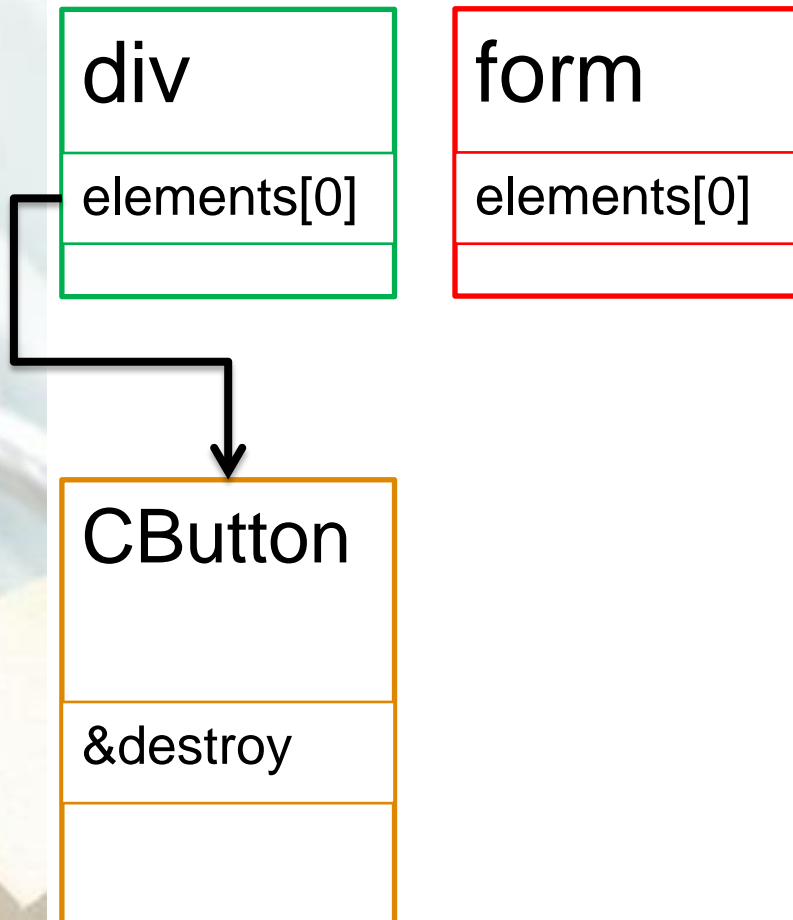 div
elements[0]
form
elements[0]
CButton
&destroy